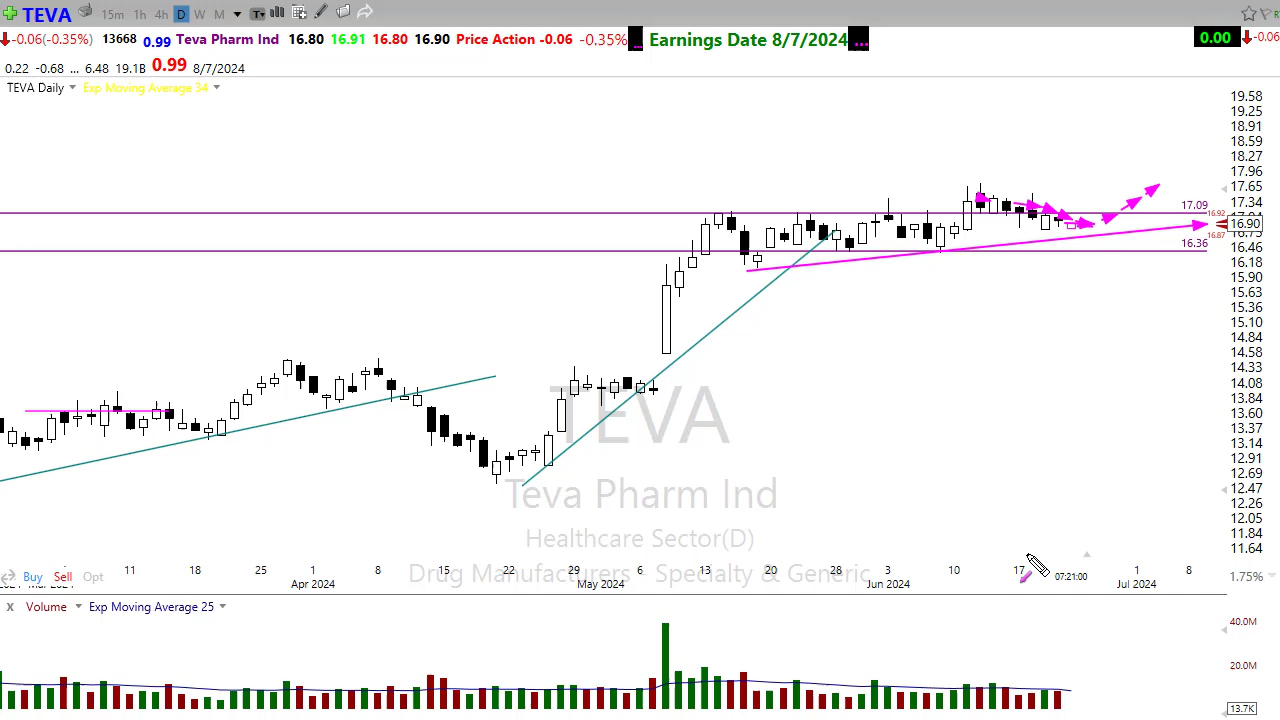 TEVA 15m 1h 4h D W M T
-0.06(-0.35%) 13668 0.99 Teva Pharm Ind 16.80 16.91 16.80 16.90 Price Action -0.06 -0.35% ... Earnings Date 8/7/2024 ... 0.00 -0.06
0.22 -0.68 ... 6.48 19.1B 0.99 8/7/2024
TEVA Daily Exp Moving Average 34
19.58
19.25
18.91
18.59
18.27
17.96
17.65
17.34
17.09
16.92
16.90
16.87
16.73
16.36
16.46
16.18
15.90
15.63
15.36
15.10
14.84
14.58
14.33
14.08
13.84
13.60
13.37
13.14
12.91
12.69
12.47
12.26
12.05
11.84
11.64
TEVA
Teva Pharm Ind
Healthcare Sector(D)
Drug Manufacturers - Specialty & Generic
11 18 25 1 8 15 22 29 6 13 20 28 3 10 17 1 8
Buy Sell Opt 07:21:00 1.75%
Apr 2024 May 2024 Jun 2024 Jul 2024
X Volume Exp Moving Average 25
40.0M
20.0M
13.7K